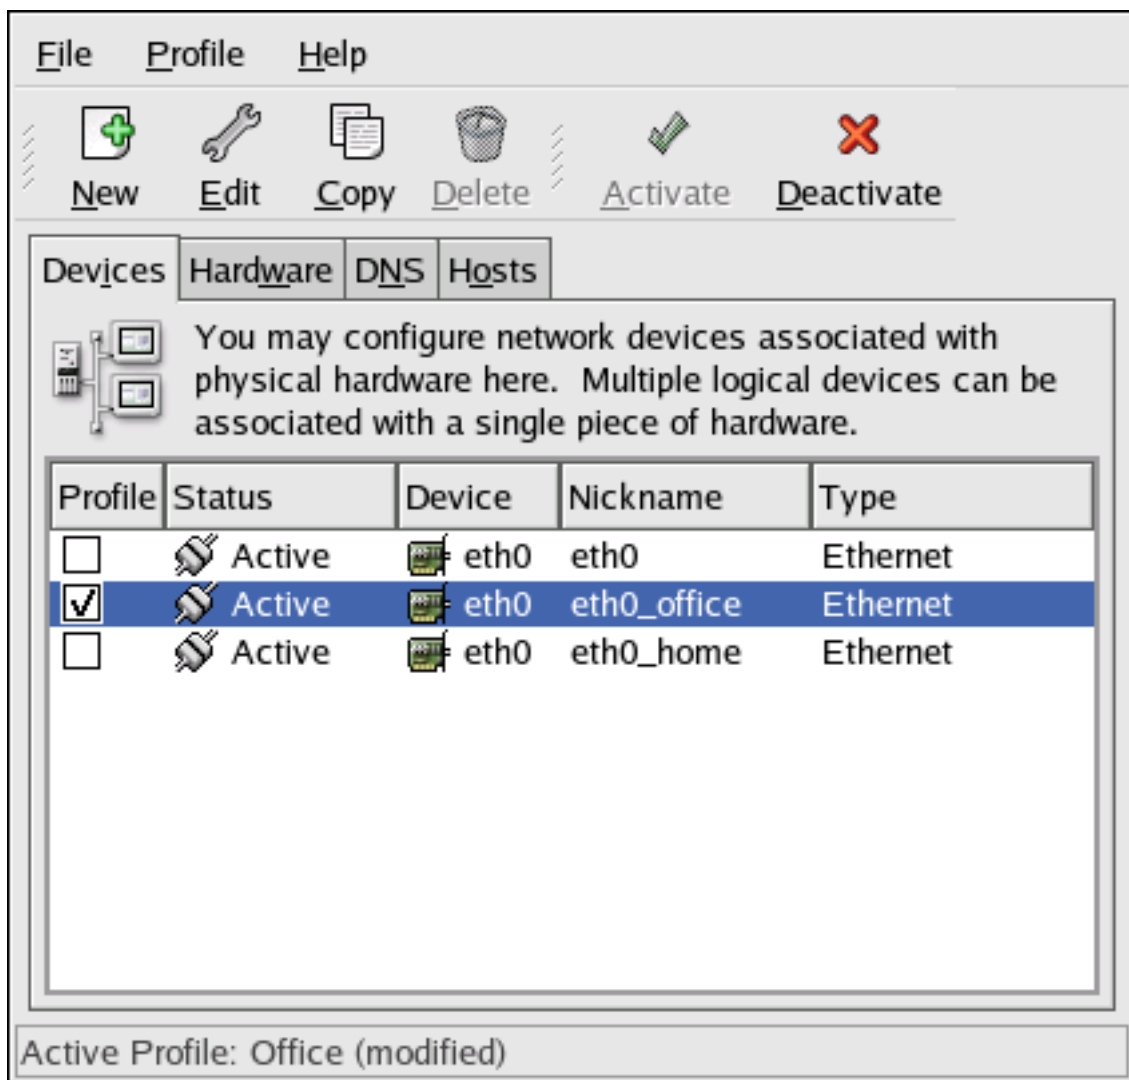 File Profile Help
New Edit Copy Delete Activate Deactivate
Devices Hardware DNS Hosts
You may configure network devices associated with
physical hardware here.  Multiple logical devices can be
associated with a single piece of hardware.
Profile Status Device Nickname Type
Active eth0 eth0 Ethernet
Active eth0 eth0_office Ethernet
Active eth0 eth0_home Ethernet
Active Profile: Office (modified)